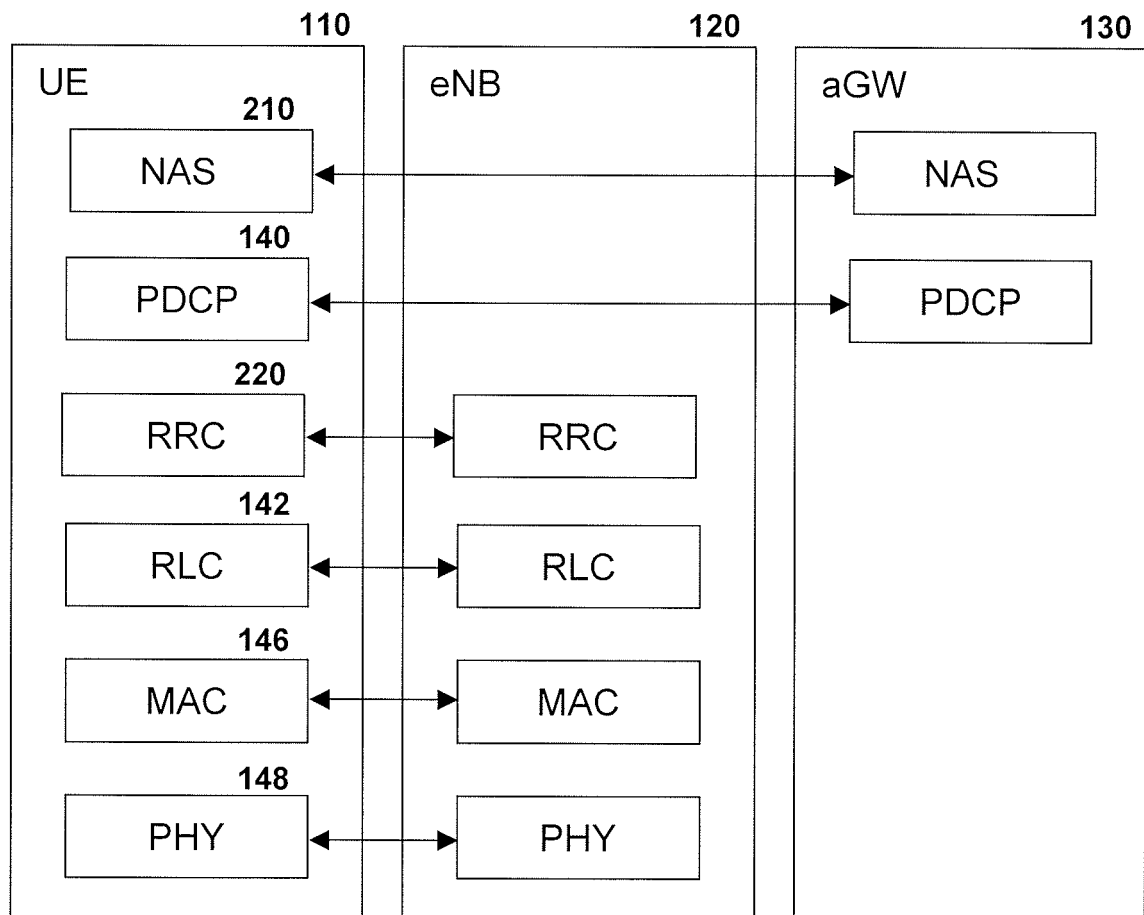 110 120 130
UE eNB aGW
210
NAS NAS
140
PDCP PDCP
220
RRC RRC
142
RLC RLC
146
MAC MAC
148
PHY PHY